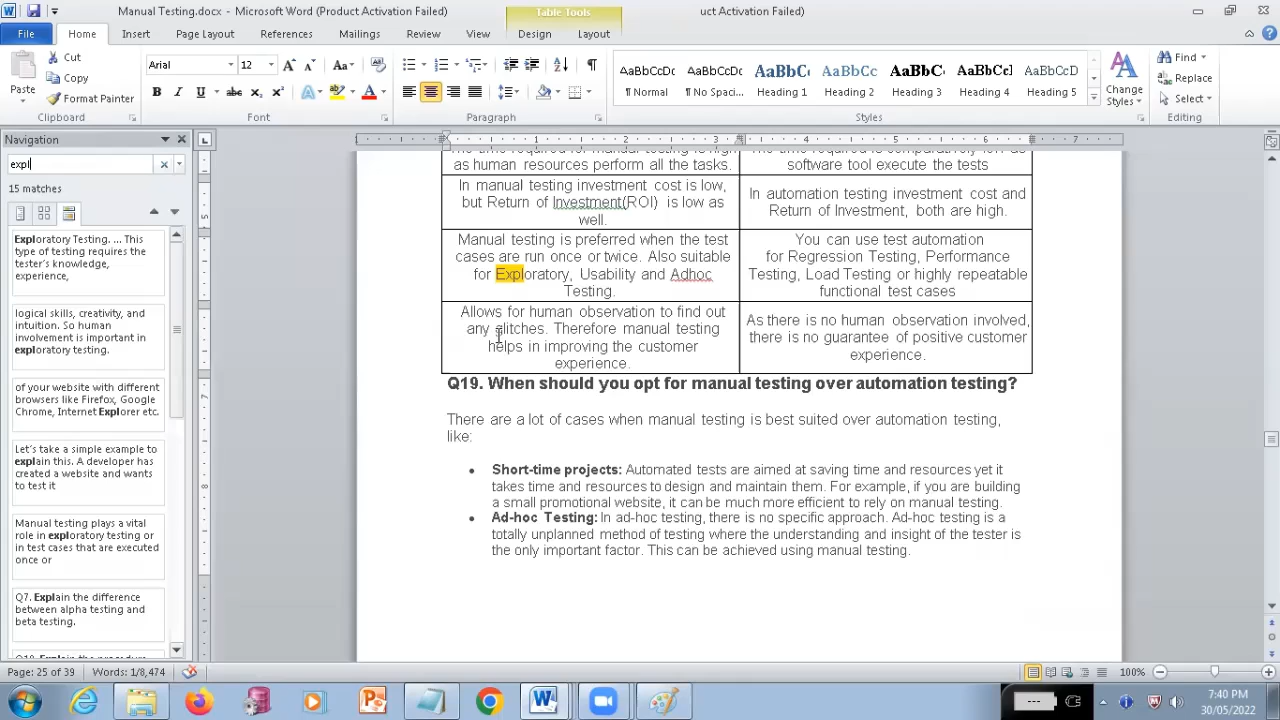 Manual Testing.docx - Microsoft Word (Product Activation Failed)
Table Tools
uct Activation Failed)
File
Home
Insert
Page Layout
References
Mailings
Review
View
Design
Layout
Paste
Cut
Copy
Format Painter
Clipboard
Arial
12
Font
Paragraph
AaBbCcDc
¶ Normal
AaBbCcDc
¶ No Spaci...
AaBbCc
Heading 1
AaBbCc
Heading 2
AaBbC
Heading 3
AaBbCc
Heading 4
AaBbCcD
Heading 5
Change
Styles
Styles
Find
Replace
Select
Editing
Navigation
expl
15 matches
Exploratory Testing. ... This
type of testing requires the
tester's knowledge,
experience,
logical skills, creativity, and
intuition. So human
involvement is important in
exploratory testing.
of your website with different
browsers like Firefox, Google
Chrome, Internet Explorer etc.
Let's take a simple example to
explain this. A developer has
created a website and wants
to test it
Manual testing plays a vital
role in exploratory testing or
in test cases that are executed
once or
Q7. Explain the difference
between alpha testing and
beta testing.
as human resources perform all the tasks.
software tool execute the tests
In manual testing investment cost is low,
but Return of Investment(ROI) is low as
well.
In automation testing investment cost and
Return of Investment, both are high.
Manual testing is preferred when the test
cases are run once or twice. Also suitable
for Exploratory, Usability and Adhoc
Testing.
You can use test automation
for Regression Testing, Performance
Testing, Load Testing or highly repeatable
functional test cases
Allows for human observation to find out
any glitches. Therefore manual testing
helps in improving the customer
experience.
As there is no human observation involved,
there is no guarantee of positive customer
experience.
Q19. When should you opt for manual testing over automation testing?
There are a lot of cases when manual testing is best suited over automation testing,
like:
• Short-time projects: Automated tests are aimed at saving time and resources yet it
takes time and resources to design and maintain them. For example, if you are building
a small promotional website, it can be much more efficient to rely on manual testing.
• Ad-hoc Testing: In ad-hoc testing, there is no specific approach. Ad-hoc testing is a
totally unplanned method of testing where the understanding and insight of the tester is
the only important factor. This can be achieved using manual testing.
Page: 25 of 39
Words: 1/8,474
100%
7:40 PM
30/05/2022